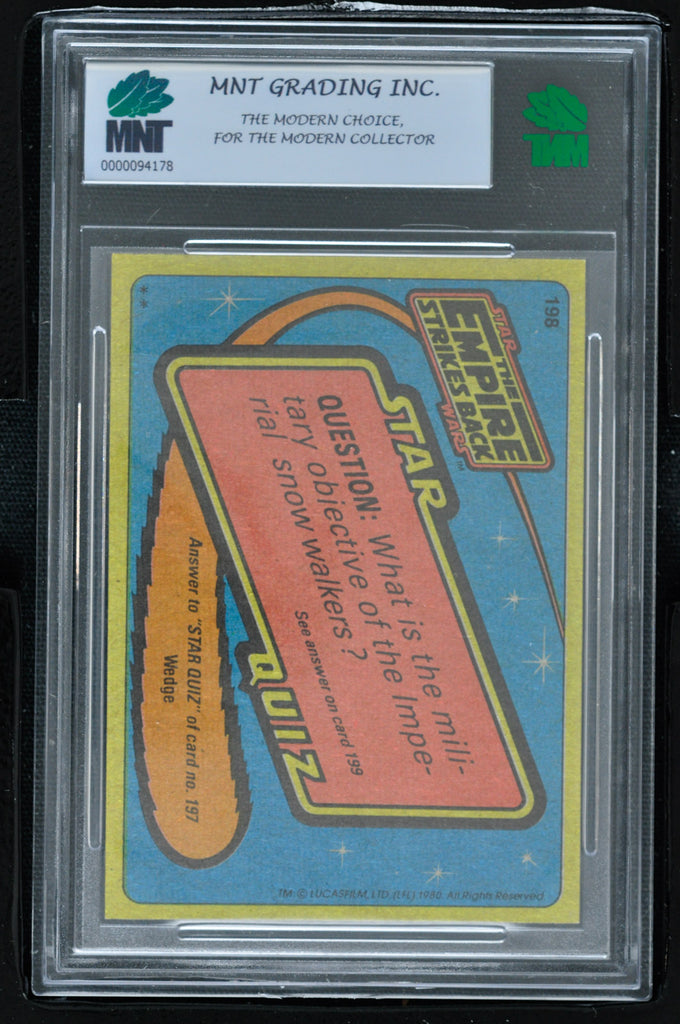 MNT GRADING INC.
THE MODERN CHOICE,
FOR THE MODERN COLLECTOR
MNT
0000094178
MNT
198
STAR
THE
EMPIRE
STRIKES BACK
WARS™
STAR
QUESTION: What is the mili-
tary objective of the Impe-
rial snow walkers?
See answer on card 199
QUIZ
Answer to "STAR QUIZ" of card no. 197
Wedge
**
TM: © LUCASFILM, LTD. (LFL) 1980. All Rights Reserved